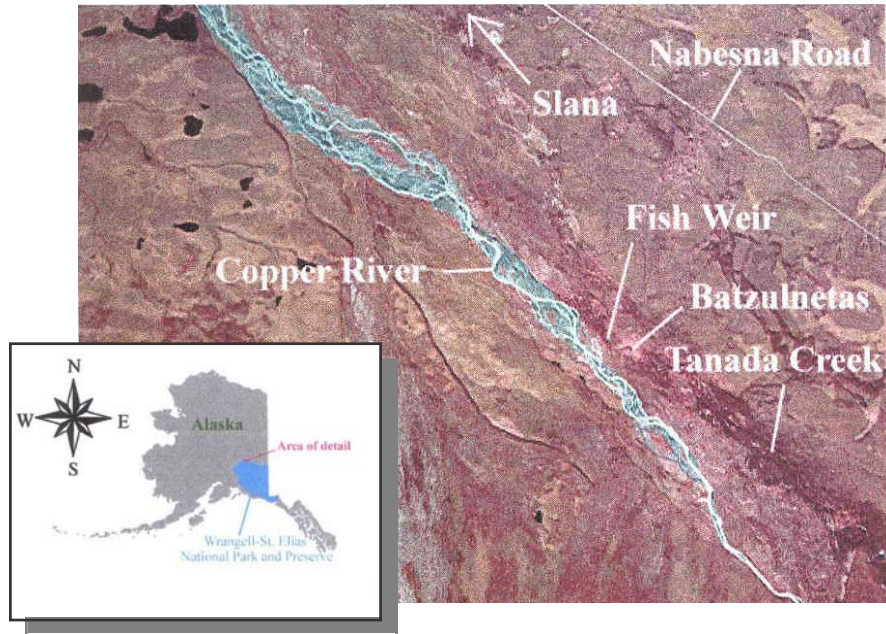 Nabesna Road
Slana
Fish Weir
Copper River
Batzulnetas
Tanada Creek
N
W
E
S
Alaska
Area of detail
Wrangell-St. Elias
National Park and Preserve